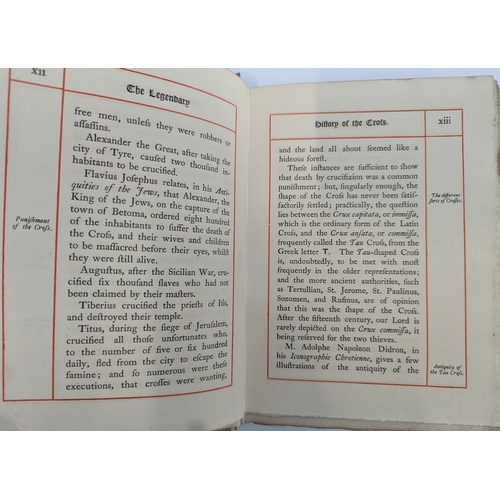 xii
The Legendary
free men, unleſs they were robbers or
aſſaſſins.
Alexander the Great, after taking the
city of Tyre, cauſed two thouſand in-
habitants to be crucified.
Flavius Joſephus relates, in his Anti-
quities of the Jews, that Alexander, the
King of the Jews, on the capture of the
town of Betoma, ordered eight hundred
of the inhabitants to ſuffer the death of
the Croſs, and their wives and children
to be maſſacred before their eyes, whilſt
they were ſtill alive.
Auguſtus, after the Sicilian War, cru-
cified ſix thouſand ſlaves who had not
been claimed by their maſters.
Tiberius crucified the prieſts of Iſis,
and deſtroyed their temple.
Titus, during the ſiege of Jeruſalem,
crucified all thoſe unfortunates who,
to the number of five or ſix hundred
daily, fled from the city to eſcape the
famine; and ſo numerous were theſe
executions, that croſſes were wanting,
Puniſhment
of the Croſs.
Hiſtory of the Croſs.
xiii
and the land all about ſeemed like a
hideous foreſt.
Theſe inſtances are ſufficient to ſhow
that death by crucifixion was a common
puniſhment; but, ſingularly enough, the
ſhape of the Croſs has never been ſatiſ-
factorily ſettled; practically, the queſtion
lies between the Crux capitata, or immiſſa,
which is the ordinary form of the Latin
Croſs, and the Crux anſata, or commiſſa,
frequently called the Tau Croſs, from the
Greek letter T. The Tau-ſhaped Croſs
is, undoubtedly, to be met with moſt
frequently in the older repreſentations;
and the more ancient authorities, ſuch
as Tertullian, St. Jerome, St. Paulinus,
Sozomen, and Rufinus, are of opinion
that this was the ſhape of the Croſs.
After the fifteenth century, our Lord is
rarely depicted on the Crux commiſſa,
it being reſerved for the two thieves.
M. Adolphe Napoleon Didron, in
his Iconographie Chretienne, gives a few
illuſtrations of the antiquity of the
The different
ſorts of Croſſes.
Antiquity of
the Tau Croſs.